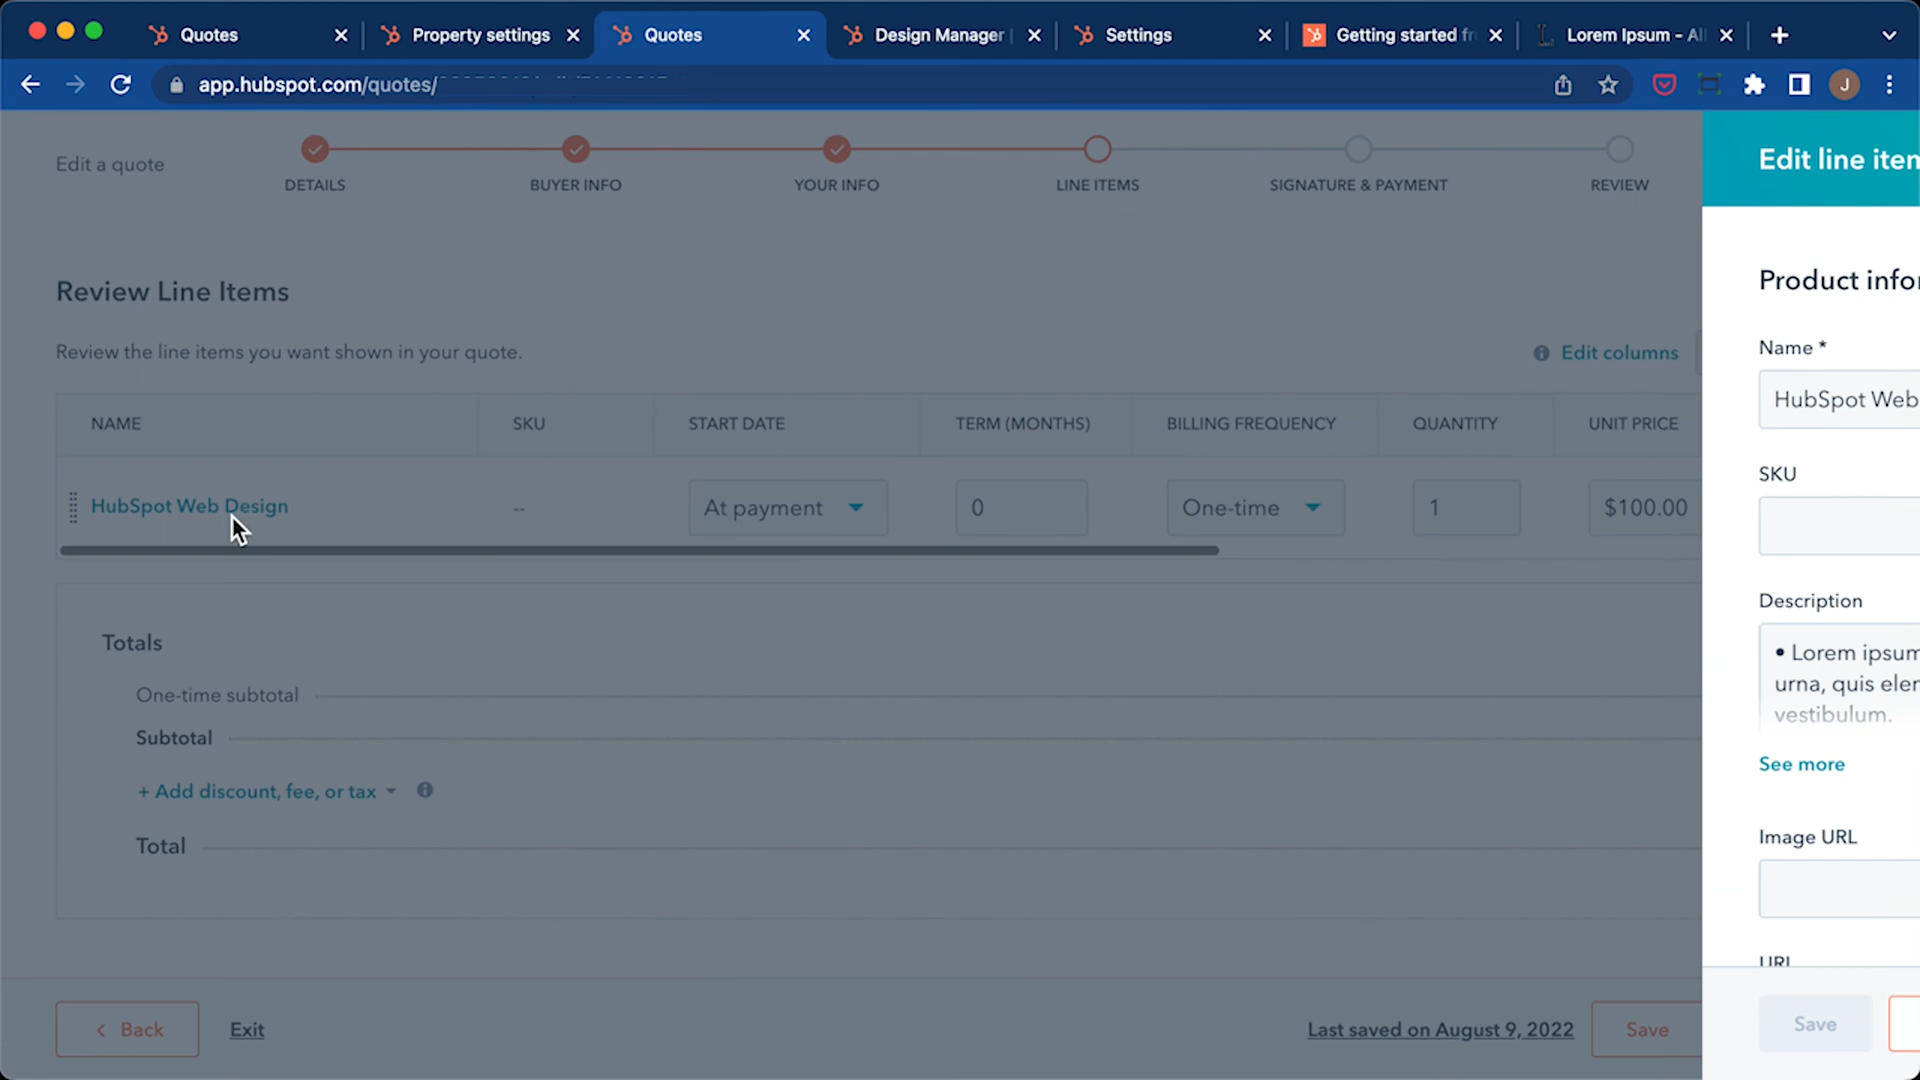 Quotes
Property settings
Quotes
Design Manager
Settings
Getting started fr
Lorem Ipsum - All
app.hubspot.com/quotes/
J
Edit a quote
DETAILS
BUYER INFO
YOUR INFO
LINE ITEMS
SIGNATURE & PAYMENT
REVIEW
Review Line Items
Review the line items you want shown in your quote.
Edit columns
NAME SKU START DATE TERM (MONTHS) BILLING FREQUENCY QUANTITY UNIT PRICE
HubSpot Web Design -- At payment 0 One-time 1 $100.00
Totals
One-time subtotal
Subtotal
+ Add discount, fee, or tax
Total
Back
Exit
Last saved on August 9, 2022
Save
Edit line item
Product infor
Name *
HubSpot Web
SKU
Description
• Lorem ipsum
urna, quis elem
vestibulum.
See more
Image URL
URL
Save